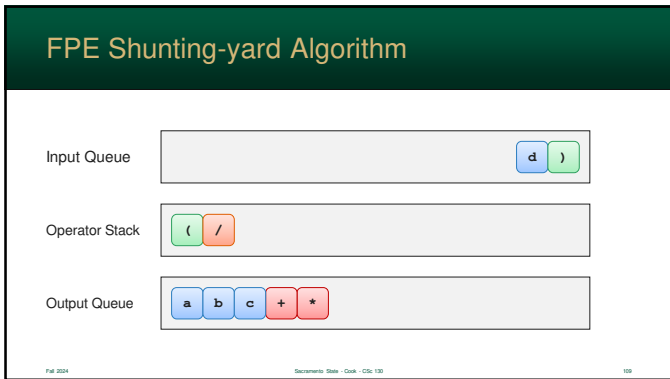 FPE Shunting-yard Algorithm
Input Queue d )
Operator Stack ( /
Output Queue a b c + *
Fall 2024 Sacramento State - Cook - CSc 130 109